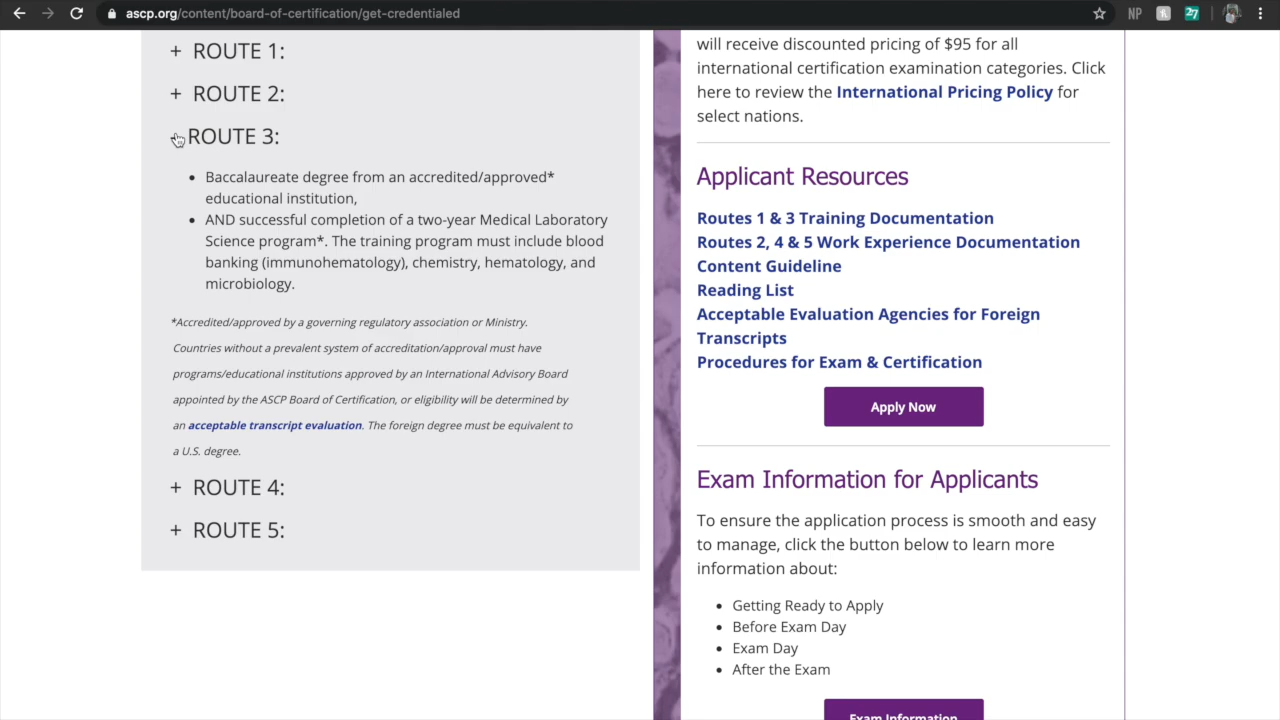 ascp.org/content/board-of-certification/get-credentialed
NP
27
+ ROUTE 1:
+ ROUTE 2:
ROUTE 3:
• Baccalaureate degree from an accredited/approved*
educational institution,
• AND successful completion of a two-year Medical Laboratory
Science program*. The training program must include blood
banking (immunohematology), chemistry, hematology, and
microbiology.
*Accredited/approved by a governing regulatory association or Ministry.
Countries without a prevalent system of accreditation/approval must have
programs/educational institutions approved by an International Advisory Board
appointed by the ASCP Board of Certification, or eligibility will be determined by
an acceptable transcript evaluation. The foreign degree must be equivalent to
a U.S. degree.
+ ROUTE 4:
+ ROUTE 5:
will receive discounted pricing of $95 for all
international certification examination categories. Click
here to review the International Pricing Policy for
select nations.
Applicant Resources
Routes 1 & 3 Training Documentation
Routes 2, 4 & 5 Work Experience Documentation
Content Guideline
Reading List
Acceptable Evaluation Agencies for Foreign
Transcripts
Procedures for Exam & Certification
Apply Now
Exam Information for Applicants
To ensure the application process is smooth and easy
to manage, click the button below to learn more
information about:
• Getting Ready to Apply
• Before Exam Day
• Exam Day
• After the Exam
Exam Information